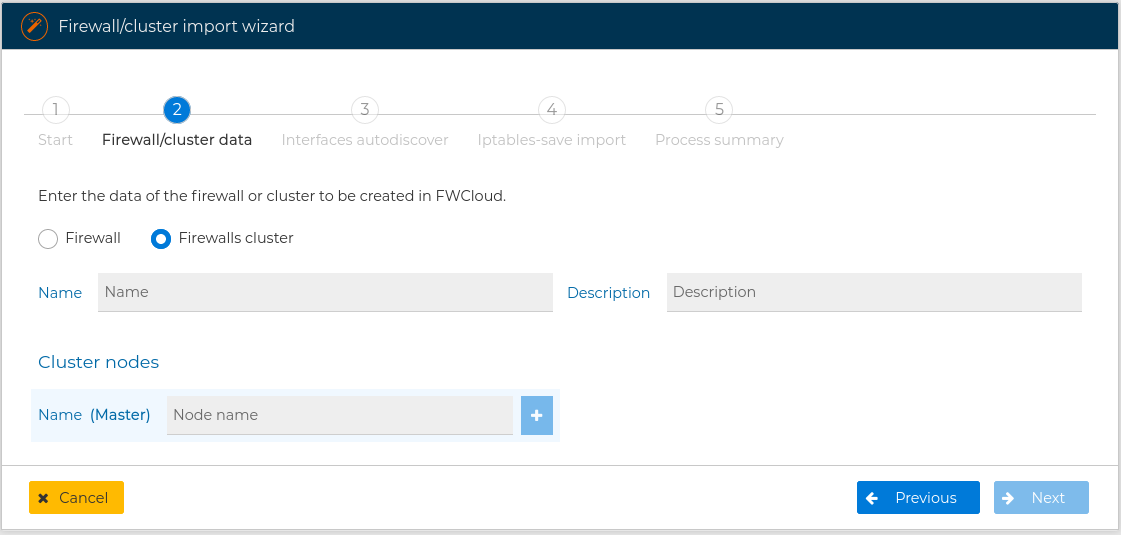 Firewall/cluster import wizard
1 2 3 4 5
Start Firewall/cluster data Interfaces autodiscover Iptables-save import Process summary
Enter the data of the firewall or cluster to be created in FWCloud.
Firewall Firewalls cluster
Name Name Description Description
Cluster nodes
Name (Master) Node name
Cancel Previous Next